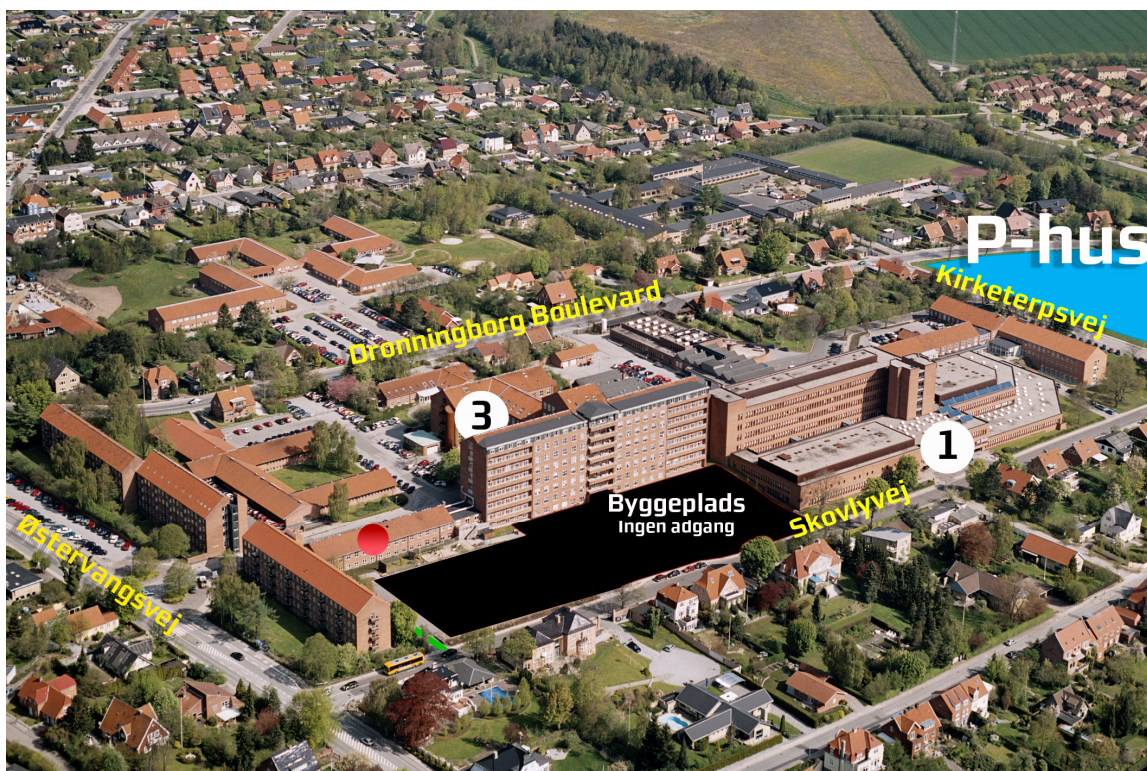 P-hus
Kirketerpsvej
Dronningborg Boulevard
3
1
Byggeplads
Ingen adgang
Skovlyvej
Østervangsvej